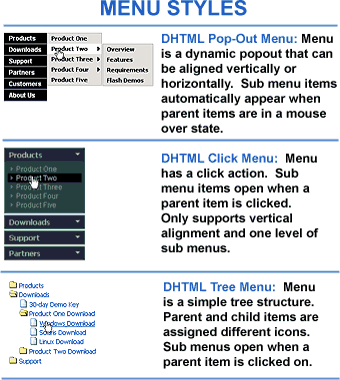 MENU STYLES
Products
Downloads
Support
Partners
Customers
About Us
Product One
Product Two
Product Three
Product Four
Product Five
Overview
Features
Requirements
Flash Demos
DHTML Pop-Out Menu: Menu
is a dynamic popout that can
be aligned vertically or
horizontally. Sub menu items
automatically appear when
parent items are in a mouse
over state.
Products
Product One
Product Two
Product Three
Product Four
Product Five
Downloads
Support
Partners
DHTML Click Menu: Menu
has a click action. Sub
menu items open when a
parent item is clicked.
Only supports vertical
alignment and one level of
sub menus.
Products
Downloads
30-day Demo Key
Product One Download
Windows Download
Solaris Download
Linux Download
Product Two Download
Support
DHTML Tree Menu: Menu
is a simple tree structure.
Parent and child items are
assigned different icons.
Sub menus open when a
parent item is clicked on.